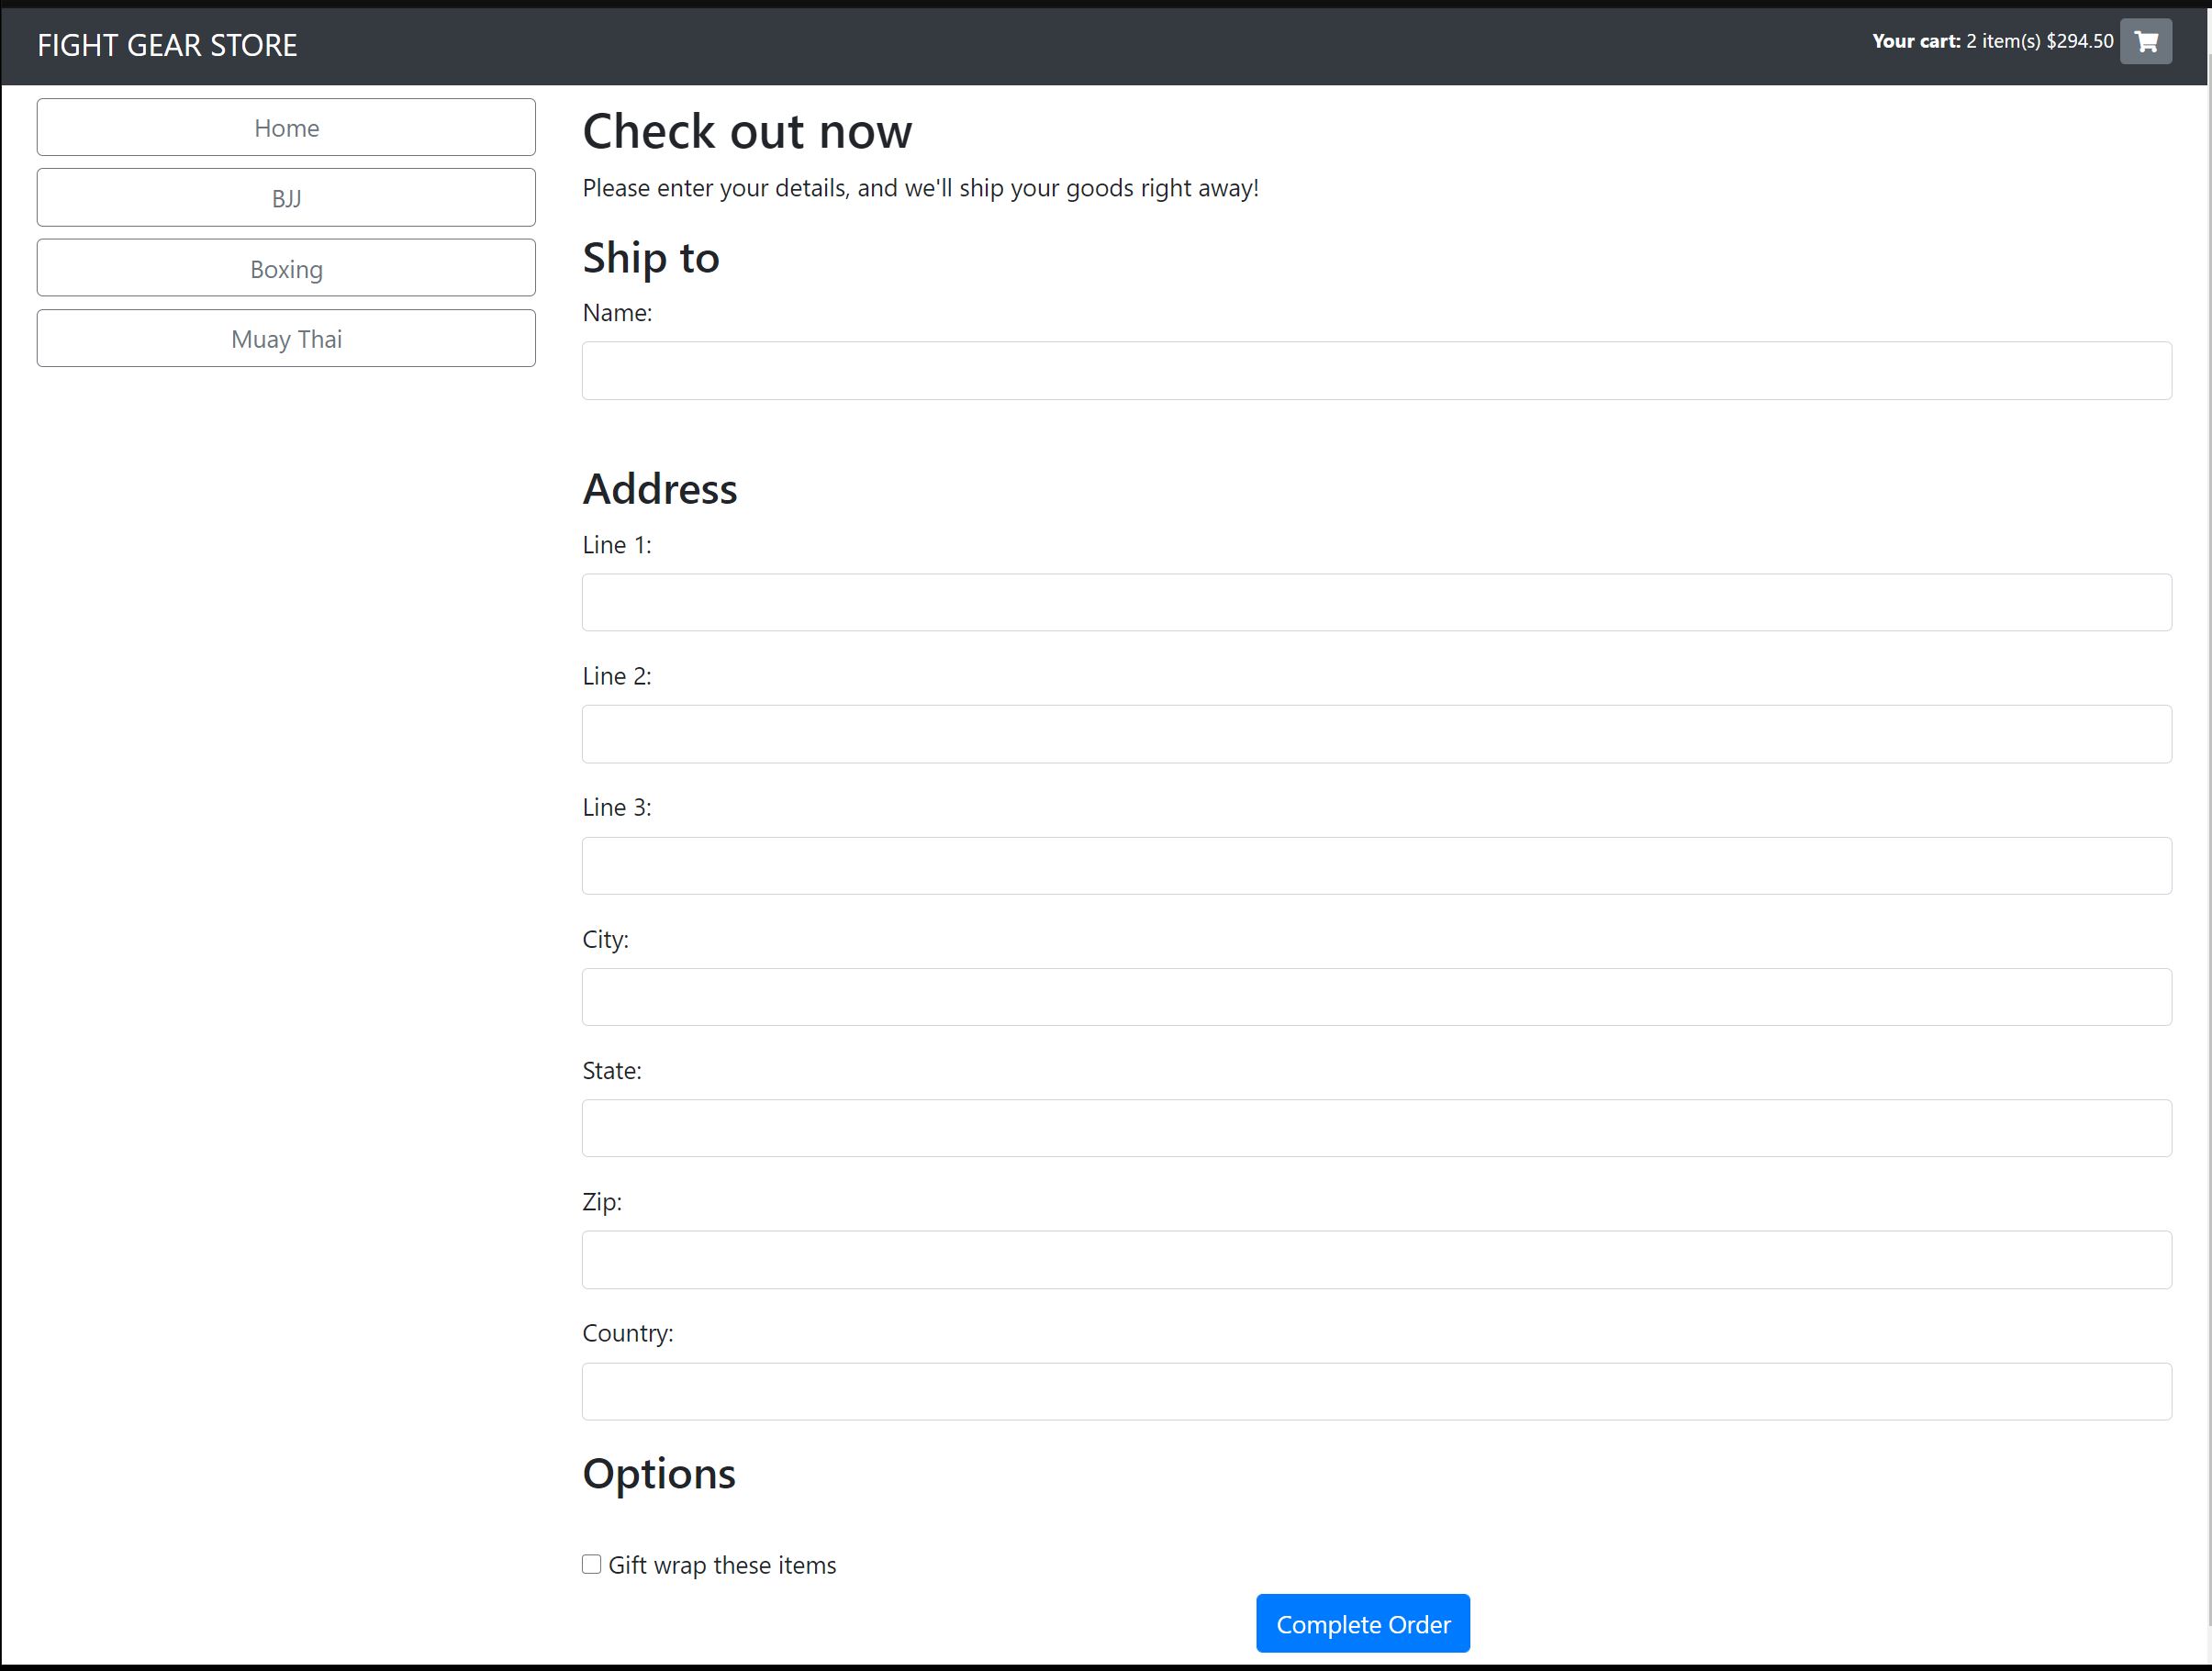 FIGHT GEAR STORE
Your cart: 2 item(s) $294.50
Home
BJJ
Boxing
Muay Thai
Check out now
Please enter your details, and we'll ship your goods right away!
Ship to
Name:
Address
Line 1:
Line 2:
Line 3:
City:
State:
Zip:
Country:
Options
Gift wrap these items
Complete Order